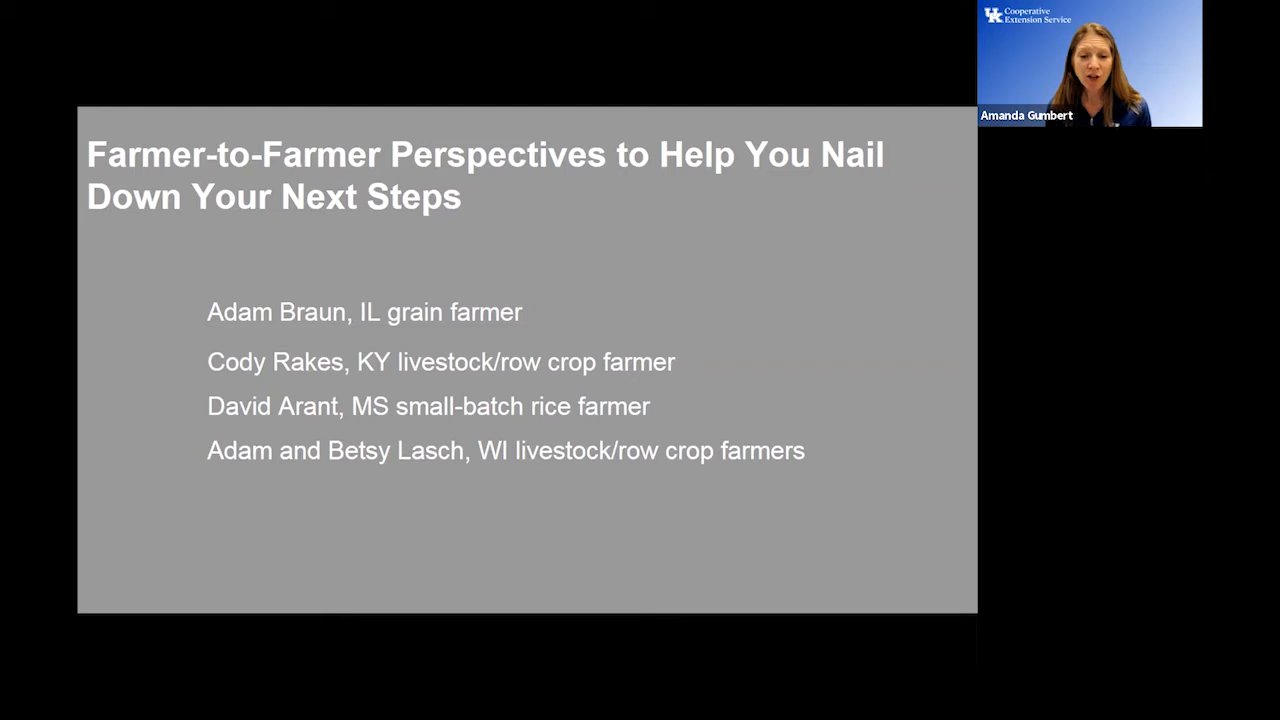 Cooperative
Extension Service
Amanda Gumbert
Farmer-to-Farmer Perspectives to Help You Nail
Down Your Next Steps
Adam Braun, IL grain farmer
Cody Rakes, KY livestock/row crop farmer
David Arant, MS small-batch rice farmer
Adam and Betsy Lasch, WI livestock/row crop farmers